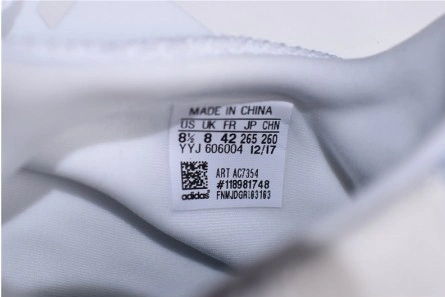 MADE IN CHINA
US UK FR JP CHN
8½ 8 42 265 260
YYJ 606004 12/17
ART AC7354
#118981748
adidas FNMJDGR163163